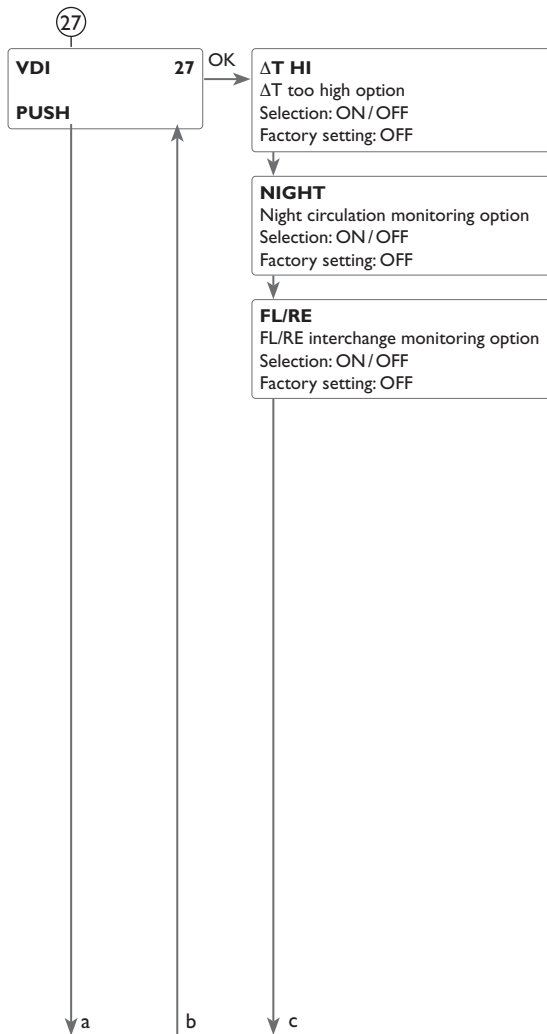 27
VDI 27
PUSH
OK
ΔT HI
ΔT too high option
Selection: ON / OFF
Factory setting: OFF
NIGHT
Night circulation monitoring option
Selection: ON / OFF
Factory setting: OFF
FL/RE
FL/RE interchange monitoring option
Selection: ON / OFF
Factory setting: OFF
a b c